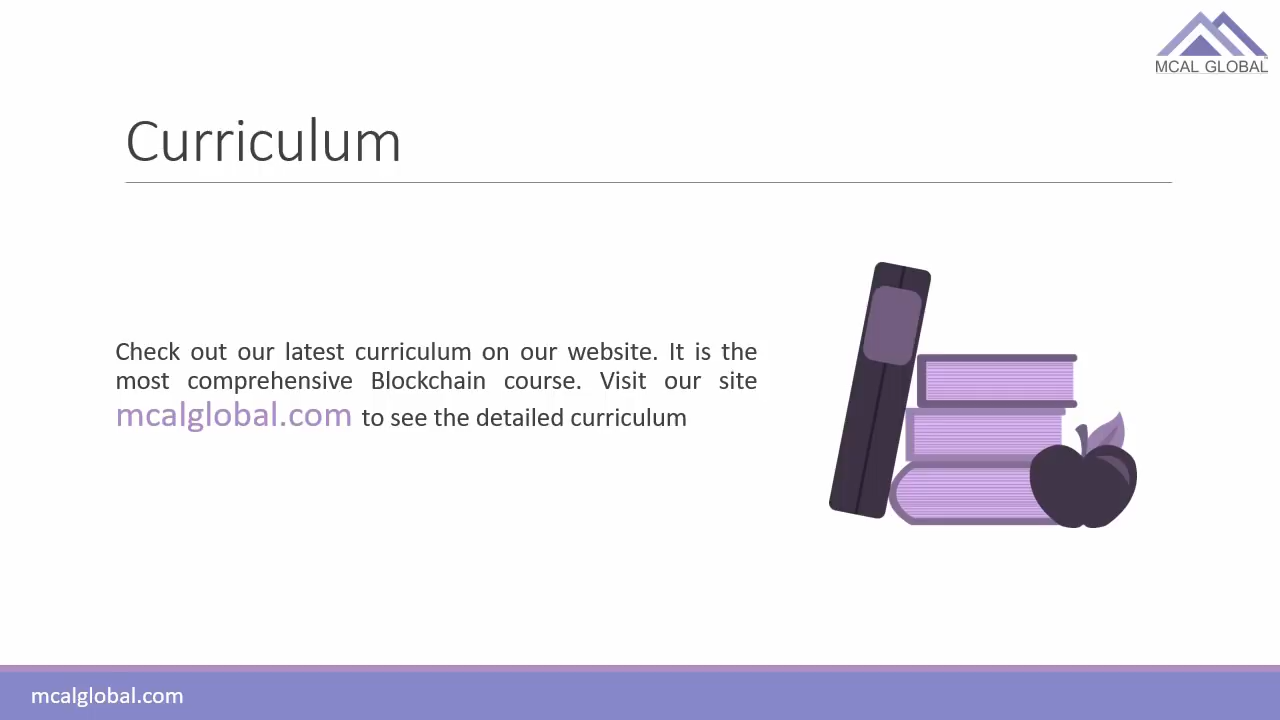 MCAL GLOBAL
Curriculum
Check out our latest curriculum on our website. It is the
most comprehensive Blockchain course. Visit our site
mcalglobal.com to see the detailed curriculum
mcalglobal.com